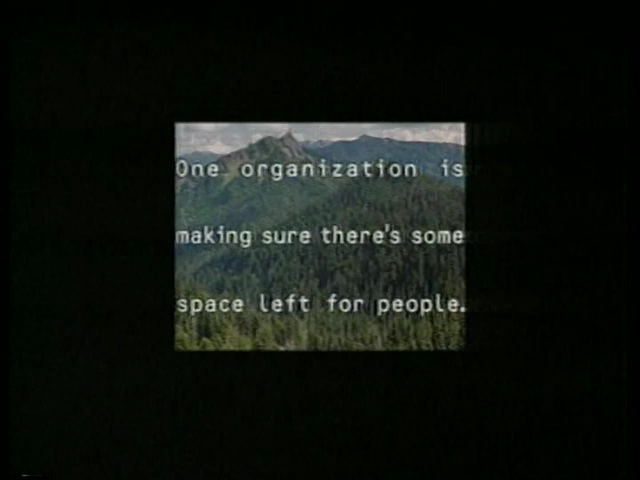 One organization is
making sure there's some
space left for people.